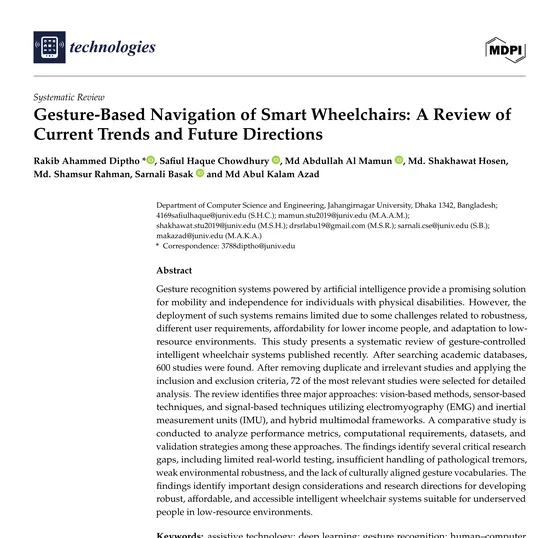 technologies
MDPI
Systematic Review
Gesture-Based Navigation of Smart Wheelchairs: A Review of
Current Trends and Future Directions
Rakib Ahammed Diptho *, Safiul Haque Chowdhury, Md Abdullah Al Mamun, Md. Shakhawat Hosen,
Md. Shamsur Rahman, Sarnali Basak and Md Abul Kalam Azad
Department of Computer Science and Engineering, Jahangirnagar University, Dhaka 1342, Bangladesh;
4169safiulhaque@juniv.edu (S.H.C.); mamun.stu2019@juniv.edu (M.A.A.M.);
shakhawat.stu2019@juniv.edu (M.S.H.); drsrlabu19@gmail.com (M.S.R.); sarnali.cse@juniv.edu (S.B.);
makazad@juniv.edu (M.A.K.A.)
* Correspondence: 3788diptho@juniv.edu
Abstract
Gesture recognition systems powered by artificial intelligence provide a promising solution
for mobility and independence for individuals with physical disabilities. However, the
deployment of such systems remains limited due to some challenges related to robustness,
different user requirements, affordability for lower income people, and adaptation to low-
resource environments. This study presents a systematic review of gesture-controlled
intelligent wheelchair systems published recently. After searching academic databases,
600 studies were found. After removing duplicate and irrelevant studies and applying the
inclusion and exclusion criteria, 72 of the most relevant studies were selected for detailed
analysis. The review identifies three major approaches: vision-based methods, sensor-based
techniques, and signal-based techniques utilizing electromyography (EMG) and inertial
measurement units (IMU), and hybrid multimodal frameworks. A comparative study is
conducted to analyze performance metrics, computational requirements, datasets, and
validation strategies among these approaches. The findings identify several critical research
gaps, including limited real-world testing, insufficient handling of pathological tremors,
weak environmental robustness, and the lack of culturally aligned gesture vocabularies. The
findings identify important design considerations and research directions for developing
robust, affordable, and accessible intelligent wheelchair systems suitable for underserved
people in low-resource environments.
Keywords: assistive technology; deep learning; gesture recognition; human–computer